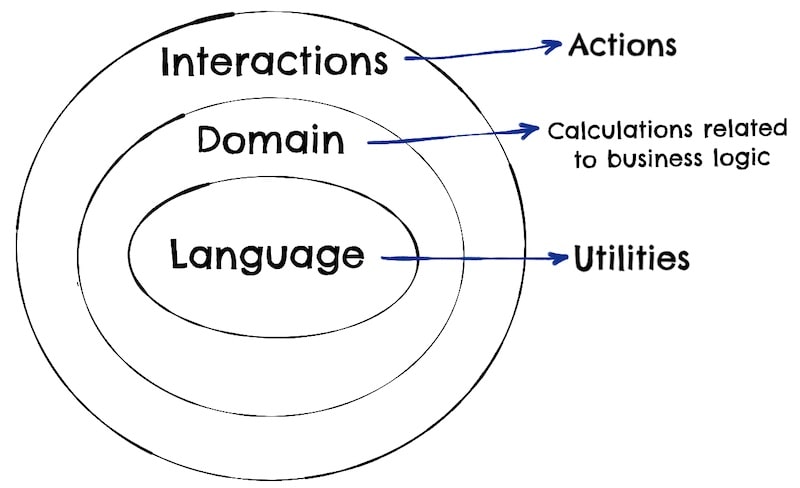 Interactions
Actions
Domain
Calculations related
to business logic
Language
Utilities